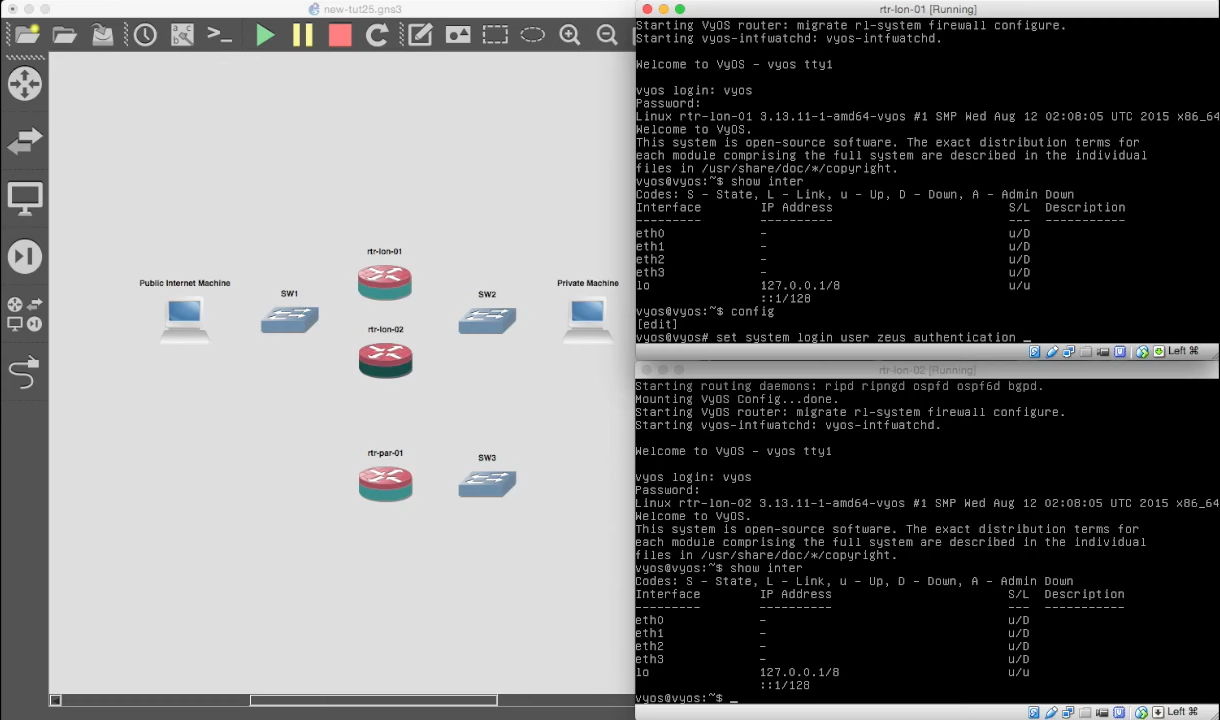 new-tut25.gns3
rtr-lon-01
Public Internet Machine
SW1
SW2
Private Machine
rtr-lon-02
rtr-par-01
SW3
rtr-lon-01 [Running]
Starting VyOS router: migrate rl-system firewall configure.
Starting vyos-intfwatchd: vyos-intfwatchd.
Welcome to VyOS - vyos tty1
vyos login: vyos
Password:
Linux rtr-lon-01 3.13.11-1-amd64-vyos #1 SMP Wed Aug 12 02:08:05 UTC 2015 x86_64
Welcome to VyOS.
This system is open-source software. The exact distribution terms for
each module comprising the full system are described in the individual
files in /usr/share/doc/*/copyright.
vyos@vyos:~$ show inter
Codes: S - State, L - Link, u - Up, D - Down, A - Admin Down
Interface IP Address S/L Description
--------- ---------- --- -----------
eth0 - u/D
eth1 - u/D
eth2 - u/D
eth3 - u/D
lo 127.0.0.1/8 u/u
::1/128
vyos@vyos:~$ config
[edit]
vyos@vyos# set system login user zeus authentication _
Left ⌘
rtr-lon-02 [Running]
Starting routing daemons: ripd ripngd ospfd ospf6d bgpd.
Mounting VyOS Config...done.
Starting VyOS router: migrate rl-system firewall configure.
Starting vyos-intfwatchd: vyos-intfwatchd.
Welcome to VyOS - vyos tty1
vyos login: vyos
Password:
Linux rtr-lon-02 3.13.11-1-amd64-vyos #1 SMP Wed Aug 12 02:08:05 UTC 2015 x86_64
Welcome to VyOS.
This system is open-source software. The exact distribution terms for
each module comprising the full system are described in the individual
files in /usr/share/doc/*/copyright.
vyos@vyos:~$ show inter
Codes: S - State, L - Link, u - Up, D - Down, A - Admin Down
Interface IP Address S/L Description
--------- ---------- --- -----------
eth0 - u/D
eth1 - u/D
eth2 - u/D
eth3 - u/D
lo 127.0.0.1/8 u/u
::1/128
vyos@vyos:~$ _
Left ⌘